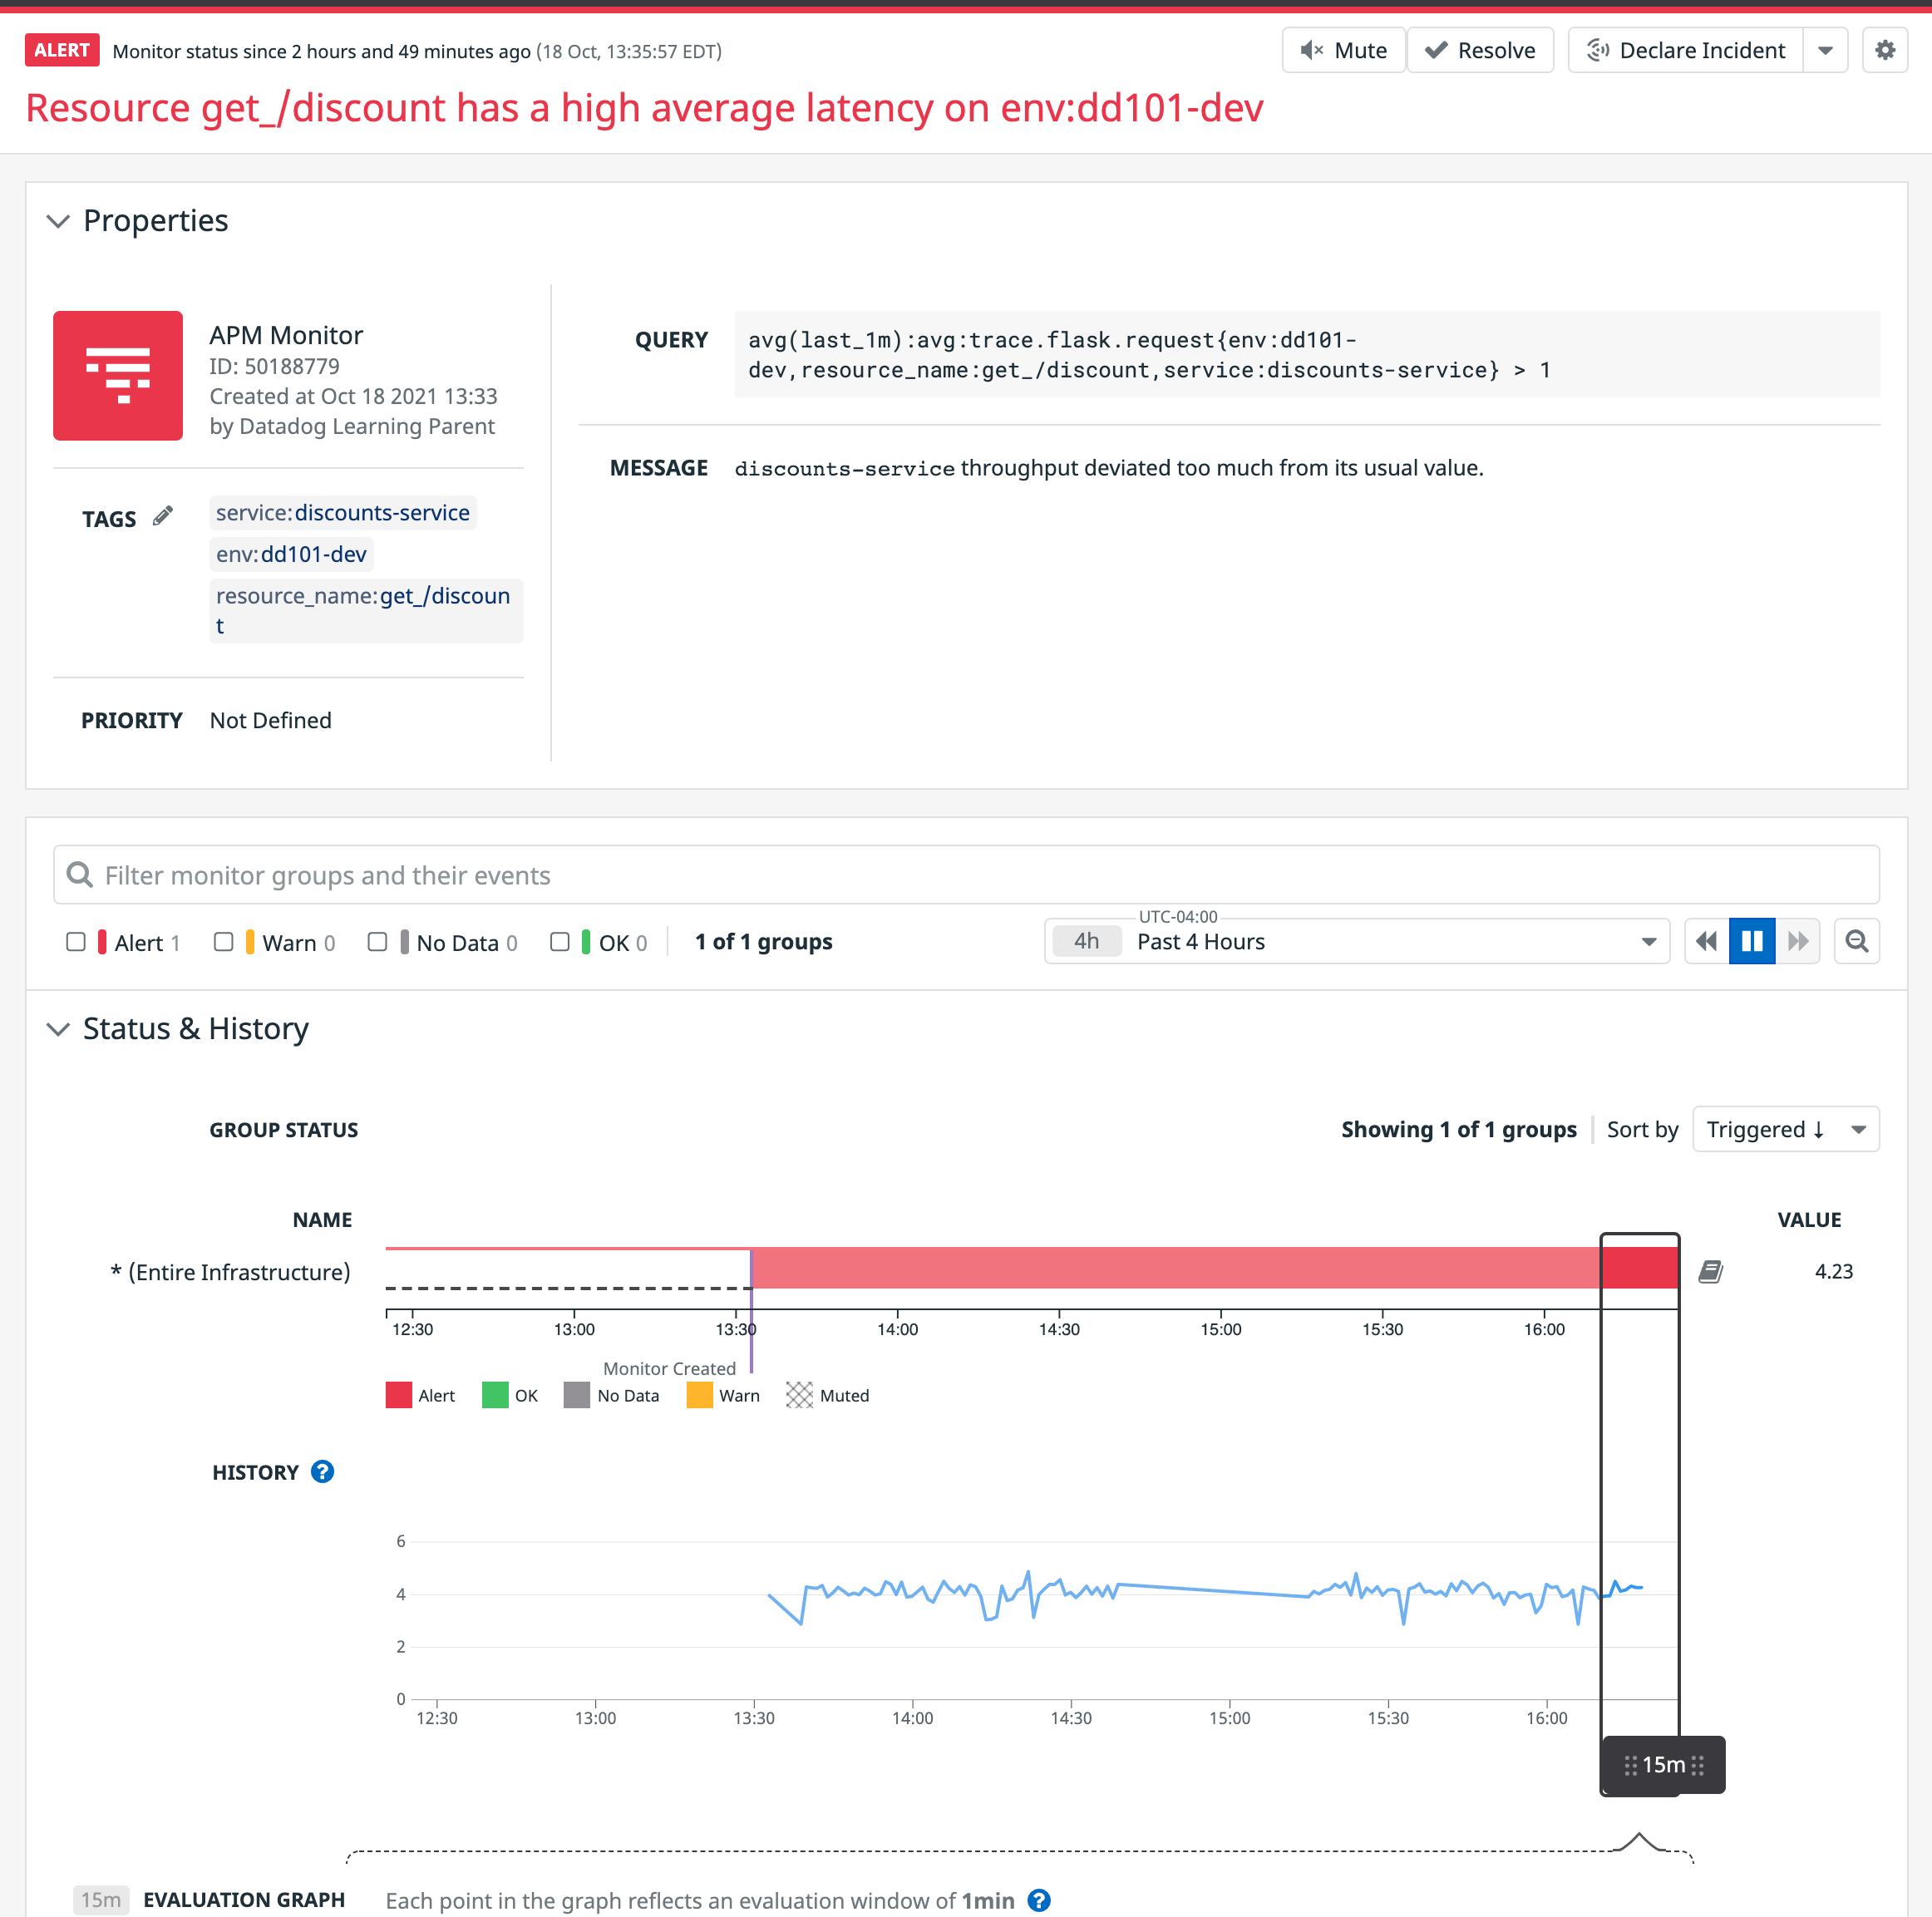 ALERT Monitor status since 2 hours and 49 minutes ago (18 Oct, 13:35:57 EDT) Mute Resolve Declare Incident
Resource get_/discount has a high average latency on env:dd101-dev
Properties
APM Monitor
ID: 50188779
Created at Oct 18 2021 13:33
by Datadog Learning Parent
TAGS
service:discounts-service
env:dd101-dev
resource_name:get_/discoun
t
PRIORITY Not Defined
QUERY avg(last_1m):avg:trace.flask.request{env:dd101-
dev,resource_name:get_/discount,service:discounts-service} > 1
MESSAGE discounts-service throughput deviated too much from its usual value.
Filter monitor groups and their events
Alert 1 Warn 0 No Data 0 OK 0 1 of 1 groups
UTC-04:00
4h Past 4 Hours
Status & History
GROUP STATUS Showing 1 of 1 groups Sort by Triggered ↓
NAME VALUE
* (Entire Infrastructure) 4.23
12:30 13:00 13:30 14:00 14:30 15:00 15:30 16:00
Monitor Created
Alert OK No Data Warn Muted
HISTORY ?
6
4
2
0
12:30 13:00 13:30 14:00 14:30 15:00 15:30 16:00
15m
15m EVALUATION GRAPH Each point in the graph reflects an evaluation window of 1min ?